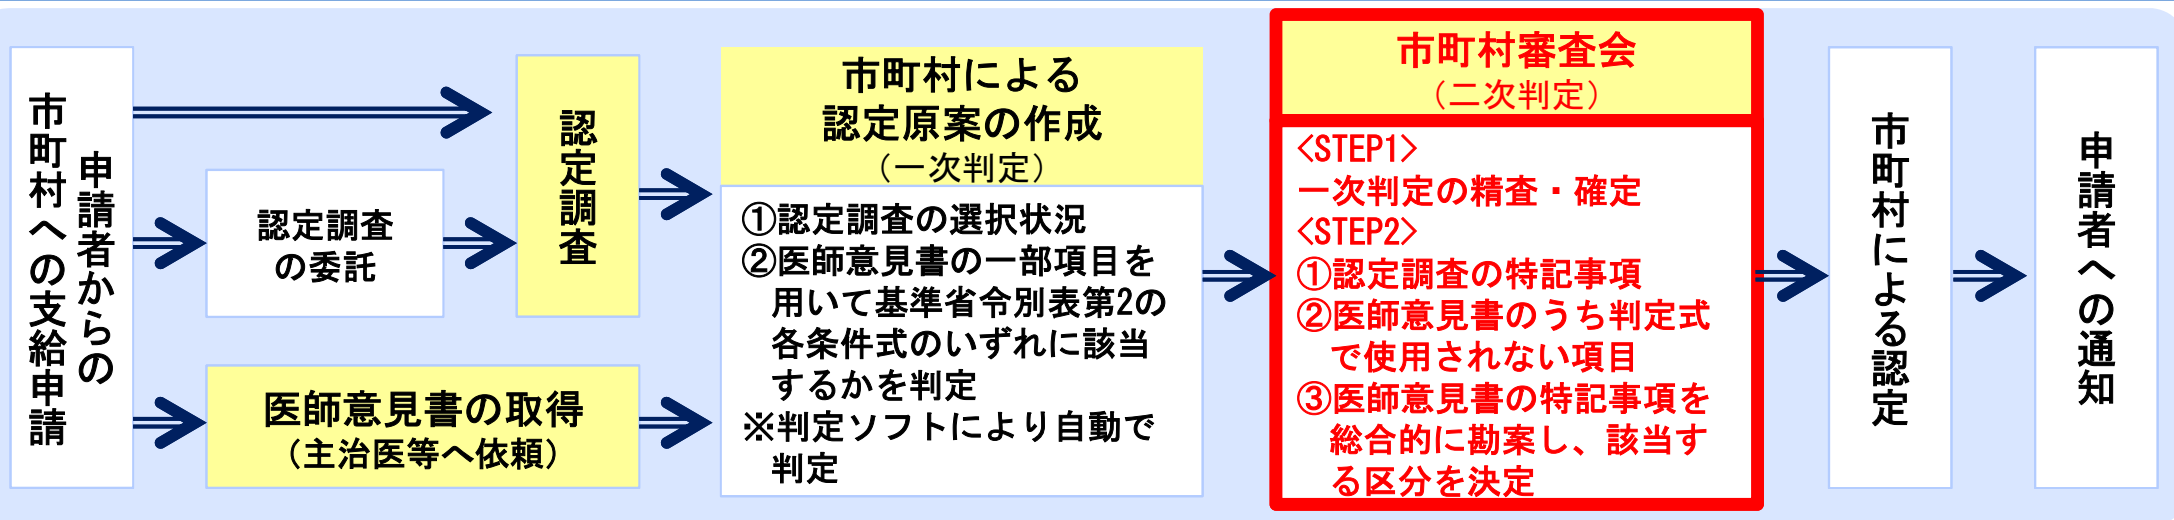 申請者からの
市町村への支給申請
認定調査
の委託
医師意見書の取得
（主治医等へ依頼）
認定調査
市町村による
認定原案の作成
（一次判定）
①認定調査の選択状況
②医師意見書の一部項目を
用いて基準省令別表第2の
各条件式のいずれに該当
するかを判定
※判定ソフトにより自動で
判定
市町村審査会
（二次判定）
<STEP1>
一次判定の精査・確定
<STEP2>
①認定調査の特記事項
②医師意見書のうち判定式
で使用されない項目
③医師意見書の特記事項を
総合的に勘案し、該当す
る区分を決定
市町村による認定
申請者への通知